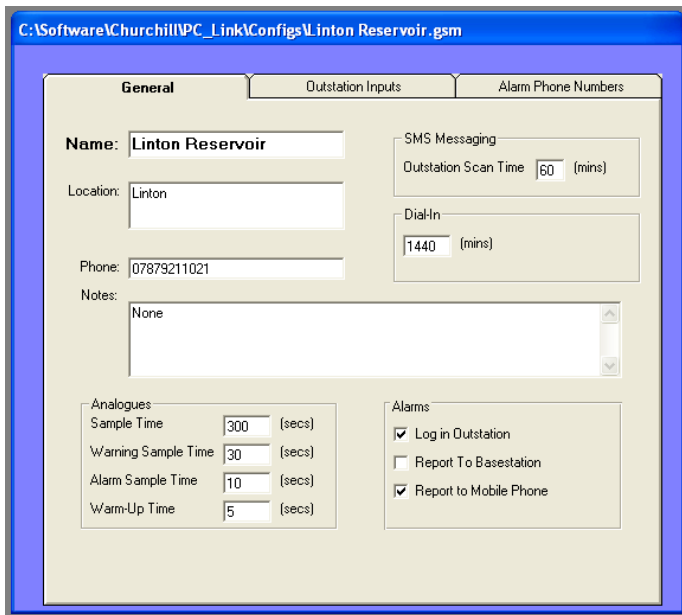 C:\Software\Churchill\PC_Link\Configs\Linton Reservoir.gsm
General
Outstation Inputs
Alarm Phone Numbers
Name:
Linton Reservoir
Location:
Linton
Phone:
07879211021
Notes:
None
SMS Messaging
Outstation Scan Time 60 (mins)
Dial-In
1440 (mins)
Analogues
Sample Time 300 (secs)
Warning Sample Time 30 (secs)
Alarm Sample Time 10 (secs)
Warm-Up Time 5 (secs)
Alarms
Log in Outstation
Report To Basestation
Report to Mobile Phone